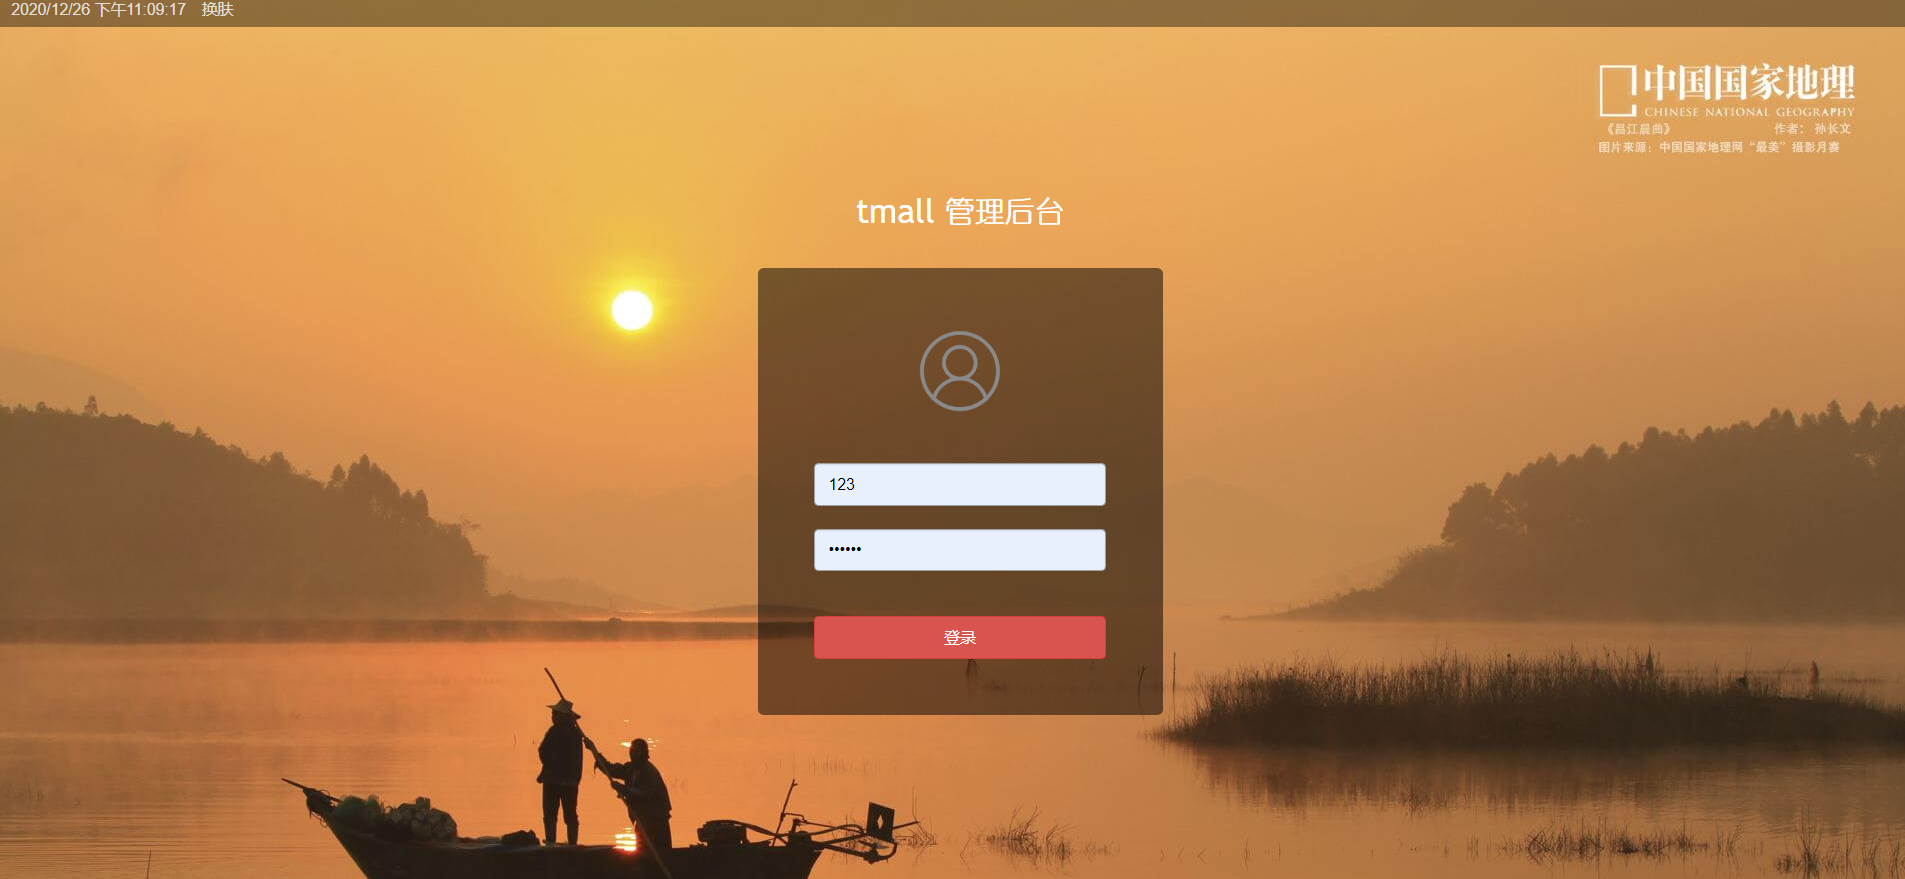 2020/12/26 下午11:09:17 换肤
中国国家地理
CHINESE NATIONAL GEOGRAPHY
《昌江晨曲》 作者： 孙长文
图片来源：中国国家地理网“最美”摄影月赛
tmall 管理后台
123
••••••
登录